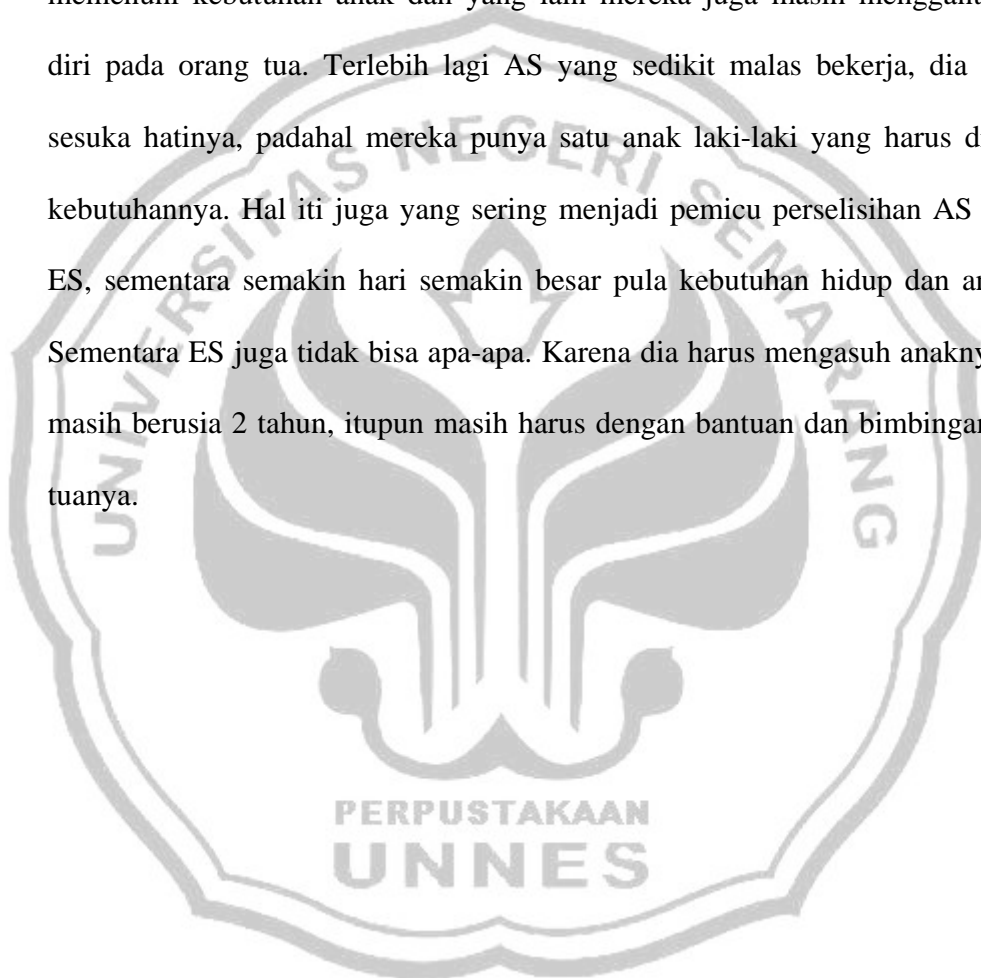 memenuhi kebutuhan anak dan yang lain mereka juga masih
diri pada orang tua. Terlebih lagi AS yang sedikit malas bekerja, dia
sesuka hatinya, padahal mereka punya satu anak laki-laki yang harus
kebutuhannya. Hal iti juga yang sering menjadi pemicu perselisihan AS
ES, sementara semakin hari semakin besar pula kebutuhan hidup dan
Sementara ES juga tidak bisa apa-apa. Karena dia harus mengasuh
masih berusia 2 tahun, itupun masih harus dengan bantuan dan
tuanya.
UNIVERSITAS NEGERI SEMARANG
PERPUSTAKAAN
UNNES